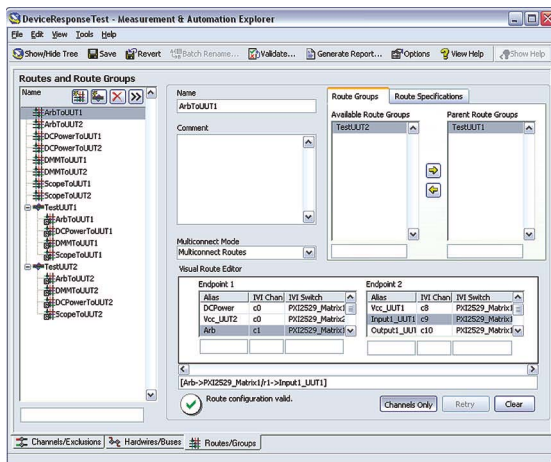 DeviceResponseTest - Measurement & Automation Explorer
File Edit View Tools Help
Show/Hide Tree Save Revert Batch Rename... Validate... Generate Report... Options View Help Show Help
Routes and Route Groups
Name
ArbToUUT1
ArbToUUT2
DCPowerToUUT1
DCPowerToUUT2
DMMToUUT1
DMMToUUT2
ScopeToUUT1
ScopeToUUT2
TestUUT1
ArbToUUT1
DCPowerToUUT1
DMMToUUT1
ScopeToUUT1
TestUUT2
ArbToUUT2
DMMToUUT2
DCPowerToUUT2
ScopeToUUT2
Name
ArbToUUT1
Comment
Multiconnect Mode
Multiconnect Routes
Route Groups Route Specifications
Available Route Groups Parent Route Groups
TestUUT2 TestUUT1
Visual Route Editor
Endpoint 1 Endpoint 2
Alias IVI Chan IVI Switch Alias IVI Chan IVI Switch
DCPower c0 PXI2529_Matrix1 Vcc_UUT1 c8 PXI2529_Matrix1
Vcc_UUT2 c0 PXI2529_Matrix2 Input1_UUT1 c9 PXI2529_Matrix1
Arb c1 PXI2529_Matrix1 Output1_UUT c10 PXI2529_Matrix1
[Arb->PXI2529_Matrix1/r1->Input1_UUT1]
Route configuration valid. Channels Only Retry Clear
Channels/Exclusions Hardwires/Buses Routes/Groups